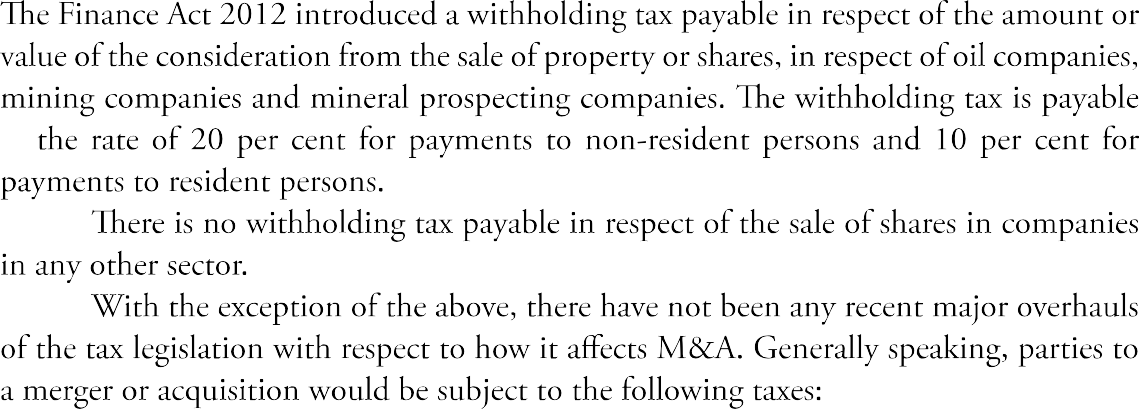 The Finance Act 2012 introduced a withholding tax payable in respect of the amount or
value of the consideration from the sale of property or shares, in respect of oil companies,
mining companies and mineral prospecting companies. The withholding tax is payable
the rate of 20 per cent for payments to non-resident persons and 10 per cent for
payments to resident persons.
There is no withholding tax payable in respect of the sale of shares in companies
in any other sector.
With the exception of the above, there have not been any recent major overhauls
of the tax legislation with respect to how it affects M&A. Generally speaking, parties to
a merger or acquisition would be subject to the following taxes: